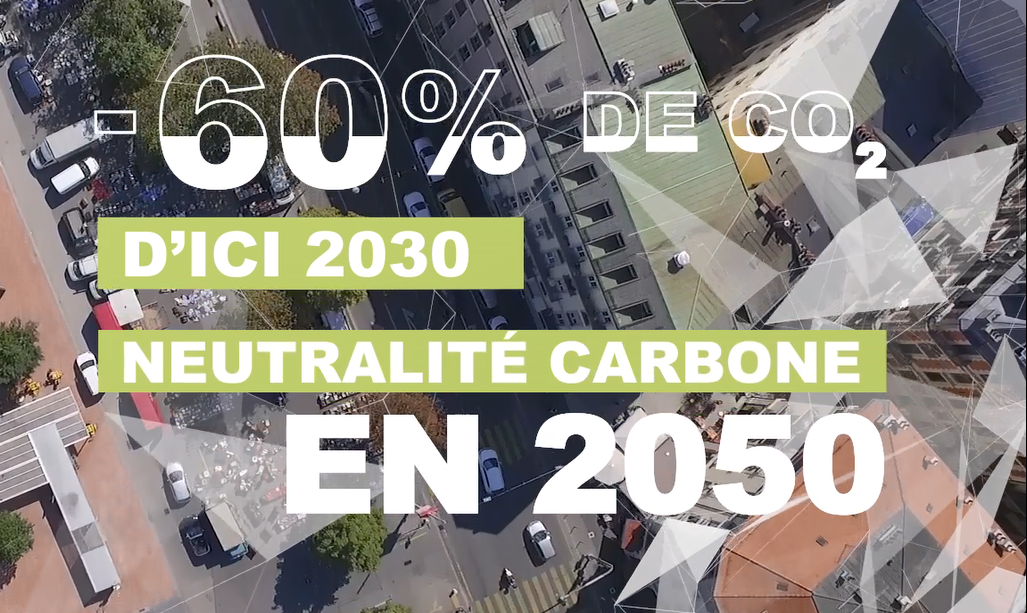 -60% DE CO₂
D'ICI 2030
NEUTRALITÉ CARBONE
EN 2050